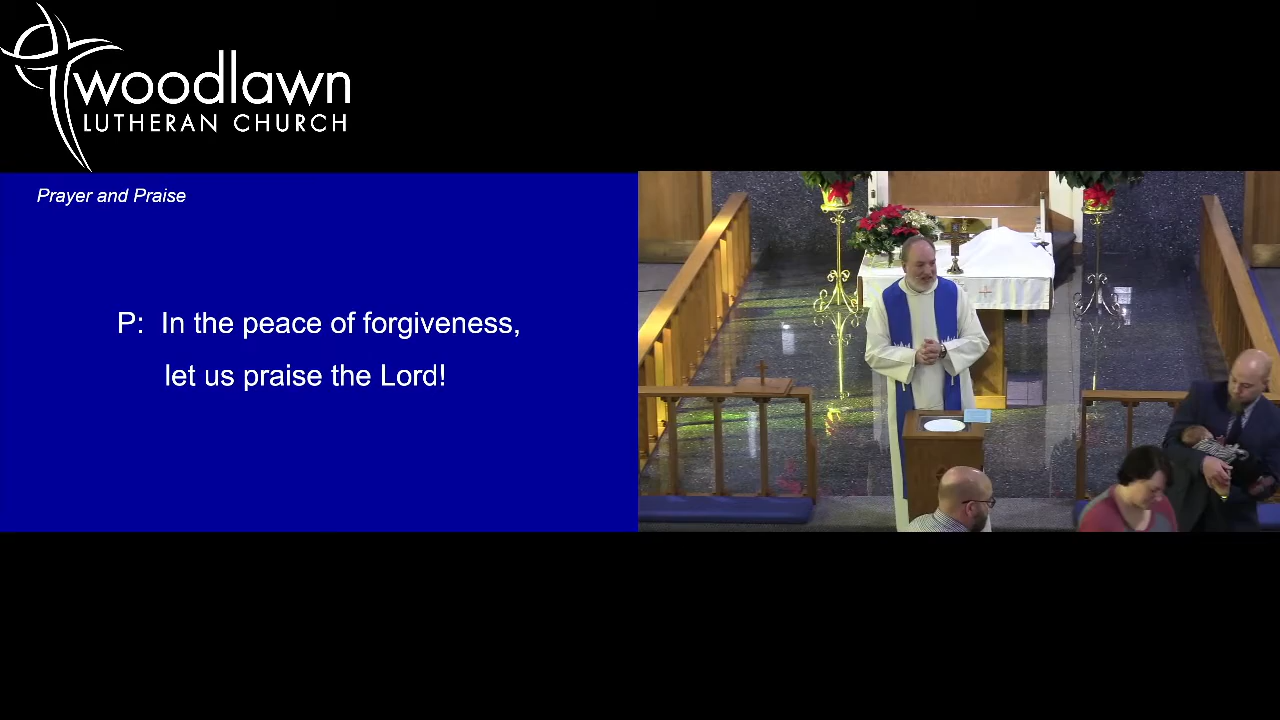 woodlawn
LUTHERAN CHURCH
Prayer and Praise
P: In the peace of forgiveness,
let us praise the Lord!